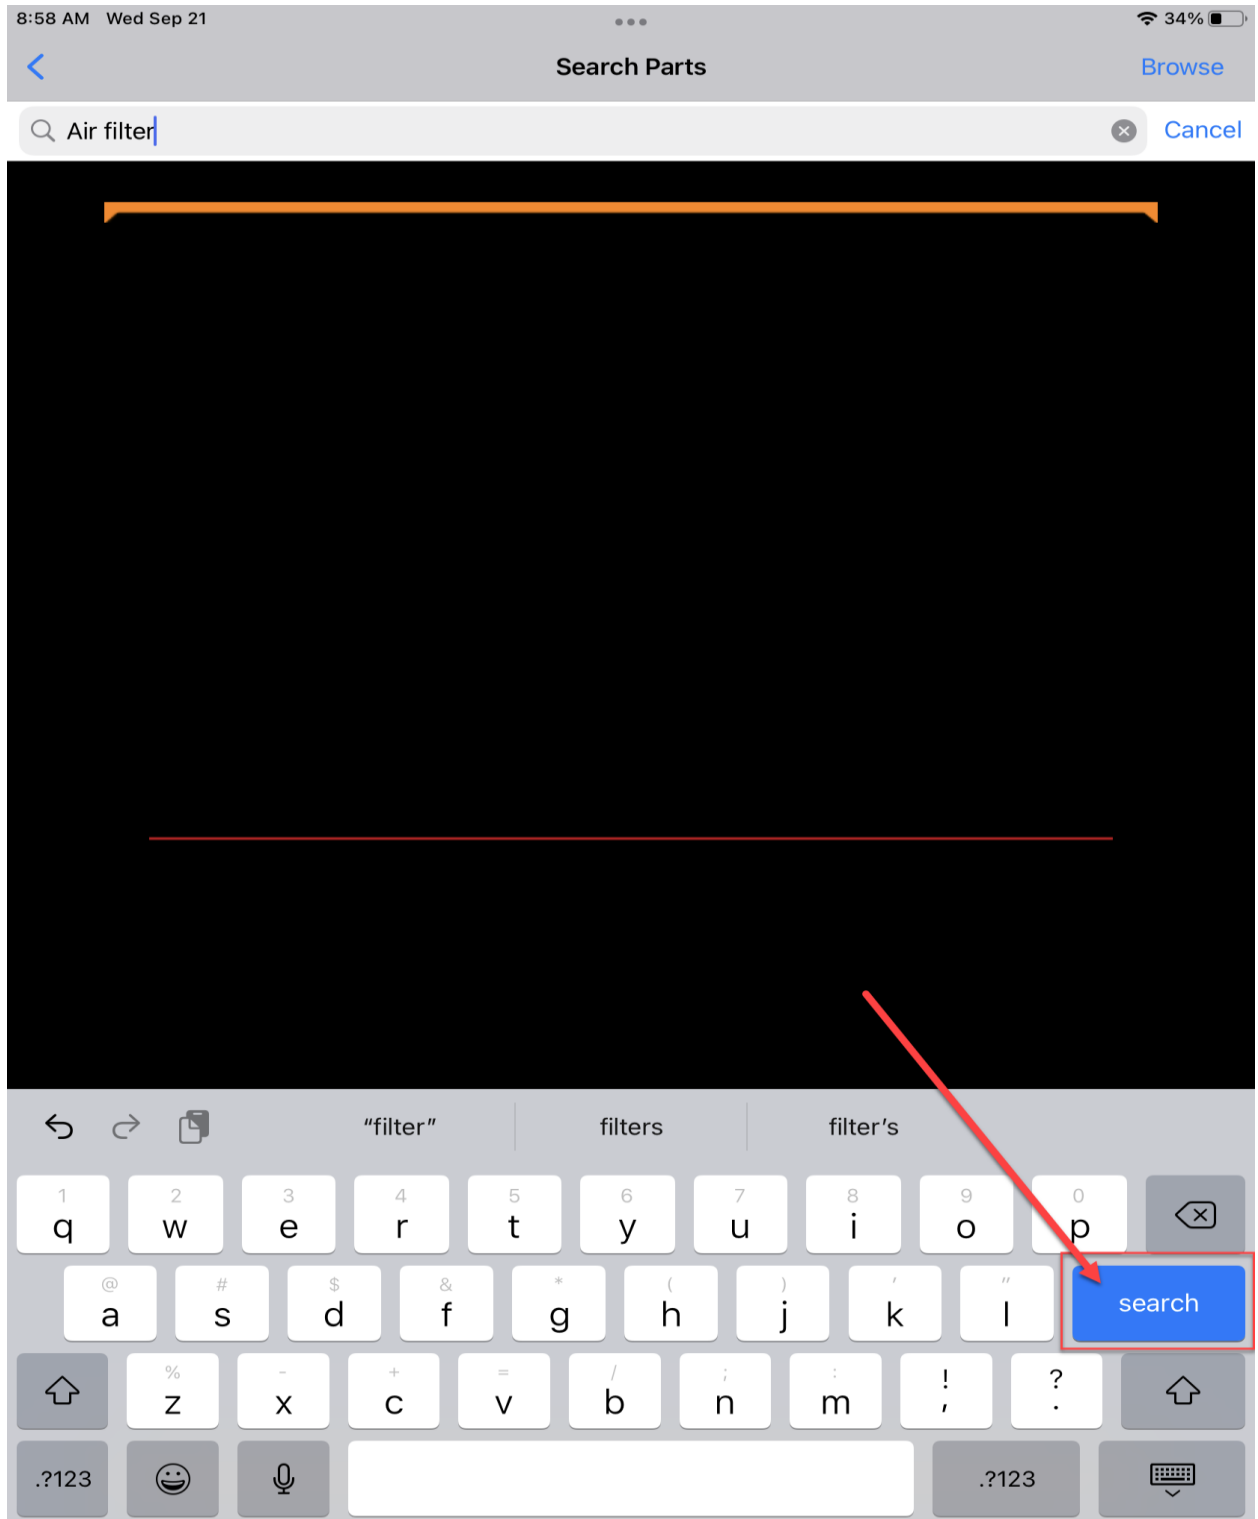 8:58 AM Wed Sep 21 34%
Search Parts Browse
Air filter Cancel
“filter” filters filter’s
1 2 3 4 5 6 7 8 9 0
q w e r t y u i o p
@ # $ & * ( ) ' "
a s d f g h j k l search
% - + = / ; : ! ?
z x c v b n m , .
.?123 .?123